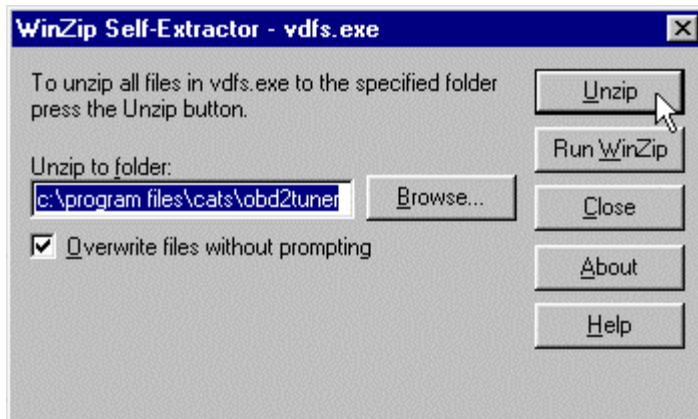 WinZip Self-Extractor - vdfs.exe
To unzip all files in vdfs.exe to the specified folder
press the Unzip button.
Unzip to folder:
c:\program files\cats\obd2tuner
Browse...
Overwrite files without prompting
Unzip
Run WinZip
Close
About
Help